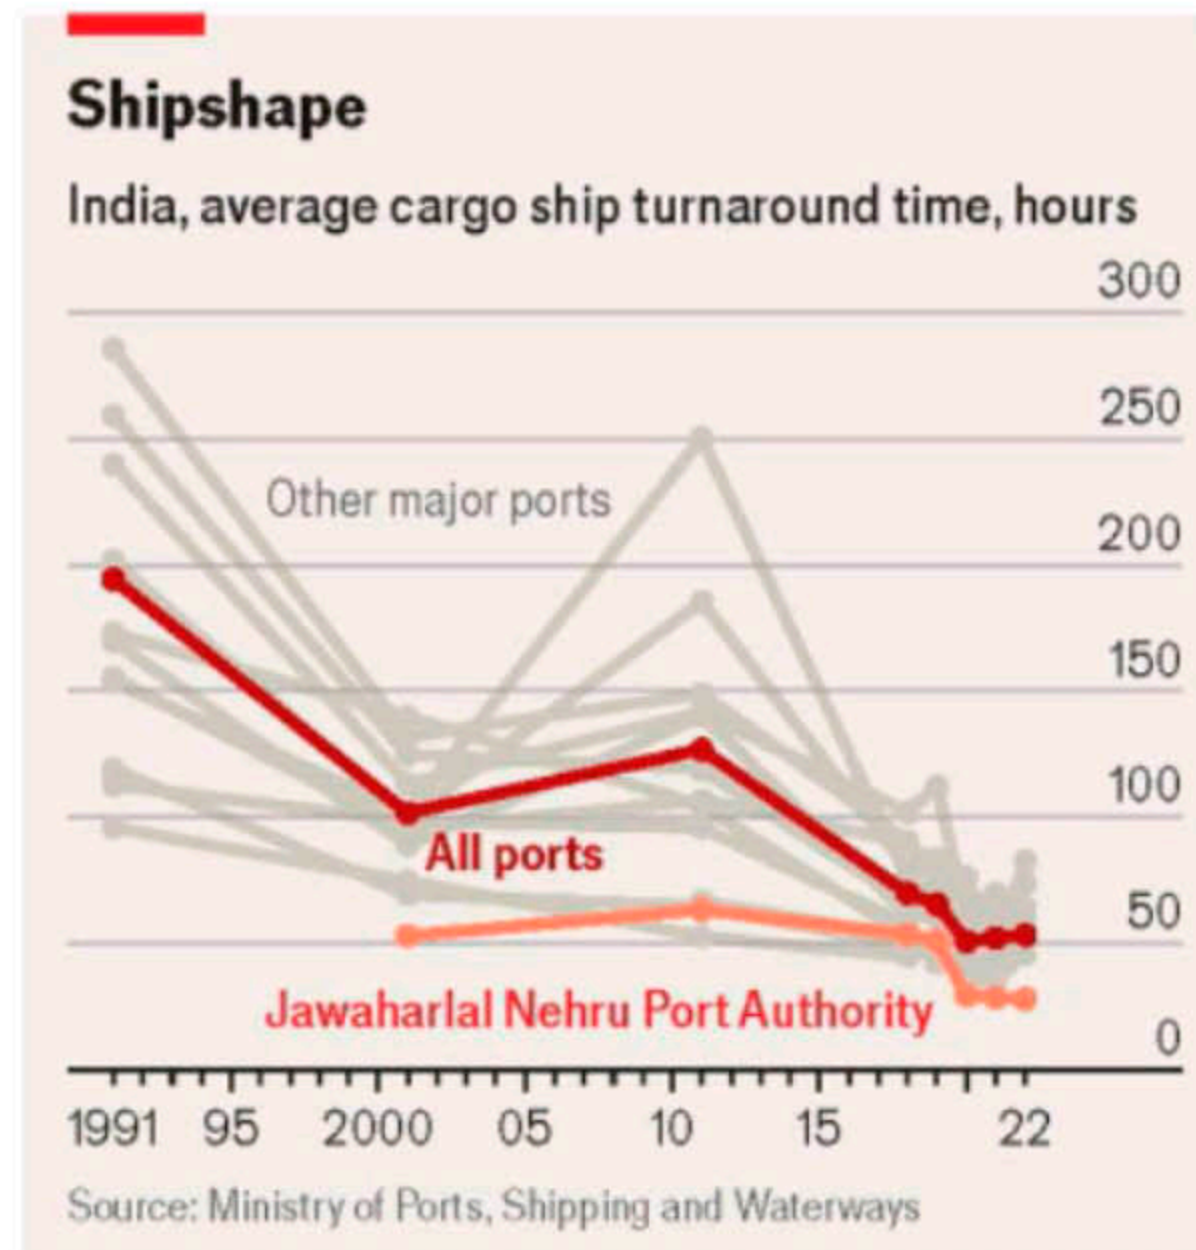 Shipshape
India, average cargo ship turnaround time, hours
300
250
Other major ports
200
150
100
All ports
50
Jawaharlal Nehru Port Authority
0
1991 95 2000 05 10 15 22
Source: Ministry of Ports, Shipping and Waterways